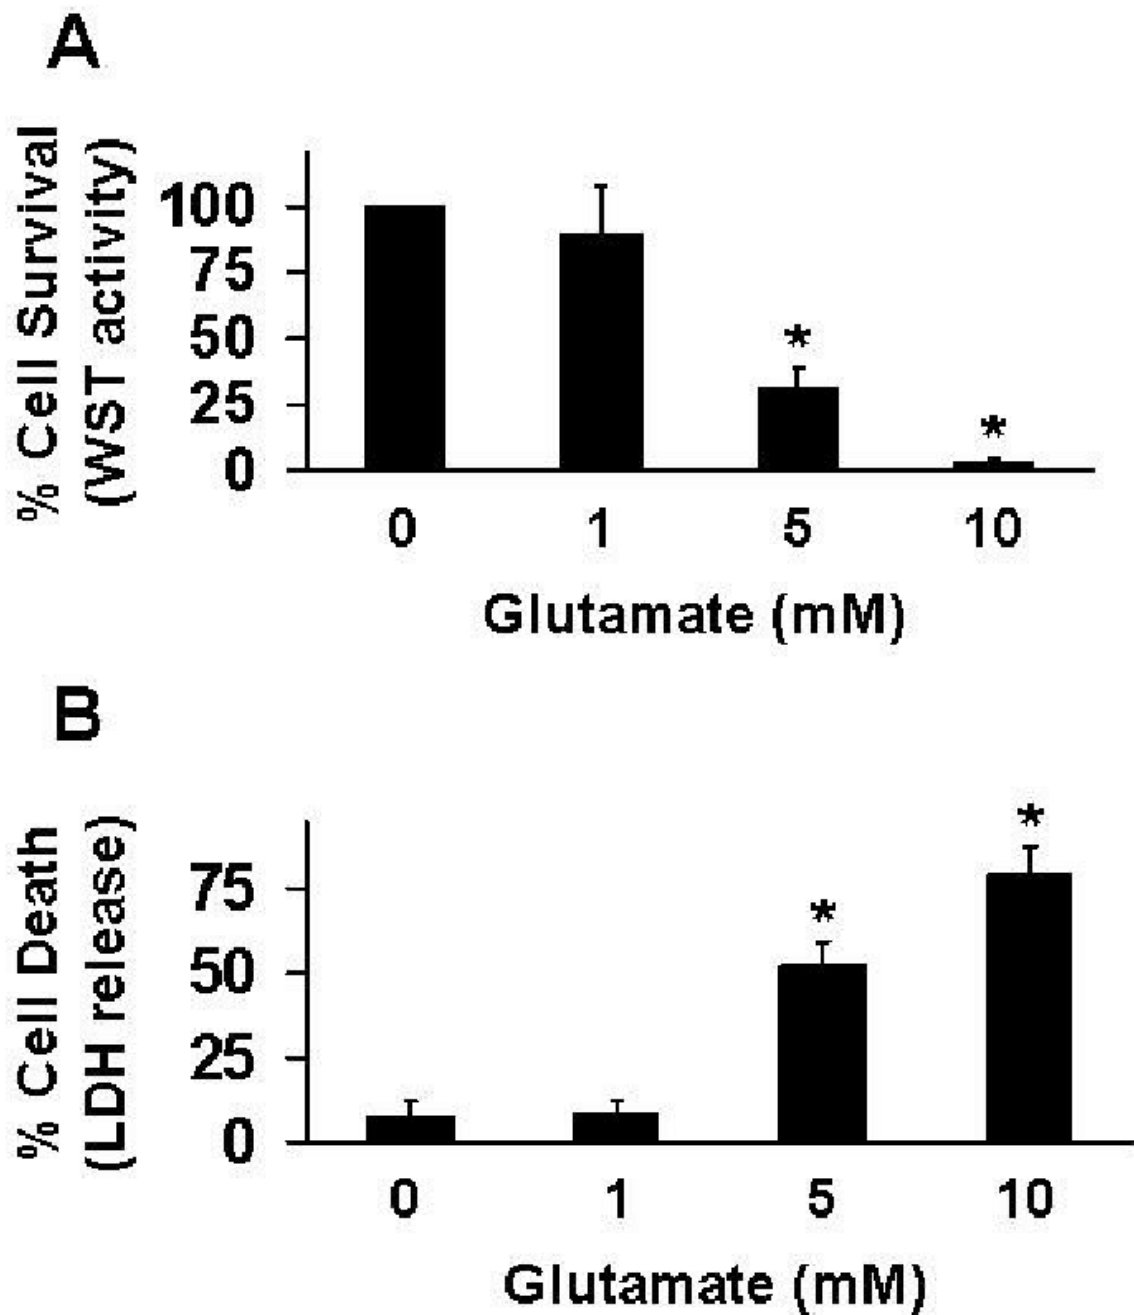 A
% Cell Survival
(WST activity)
100
75
50
25
0
*
*
0 1 5 10
Glutamate (mM)
B
% Cell Death
(LDH release)
75
50
25
0
*
*
0 1 5 10
Glutamate (mM)